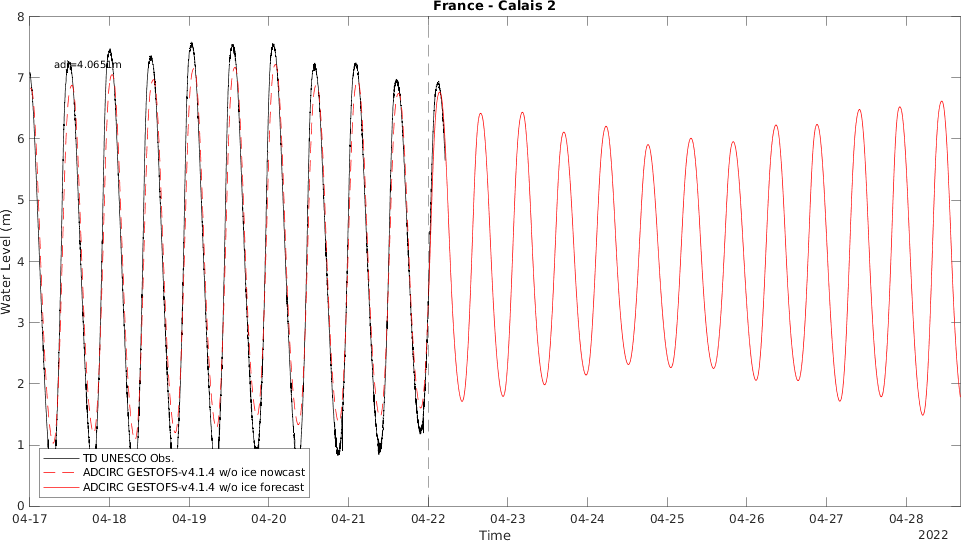 France - Calais 2
8
adj=4.0651m
7
6
5
4
3
2
1
0
Water Level (m)
TD UNESCO Obs.
ADCIRC GESTOFS-v4.1.4 w/o ice nowcast
ADCIRC GESTOFS-v4.1.4 w/o ice forecast
04-17 04-18 04-19 04-20 04-21 04-22 04-23 04-24 04-25 04-26 04-27 04-28
Time
2022